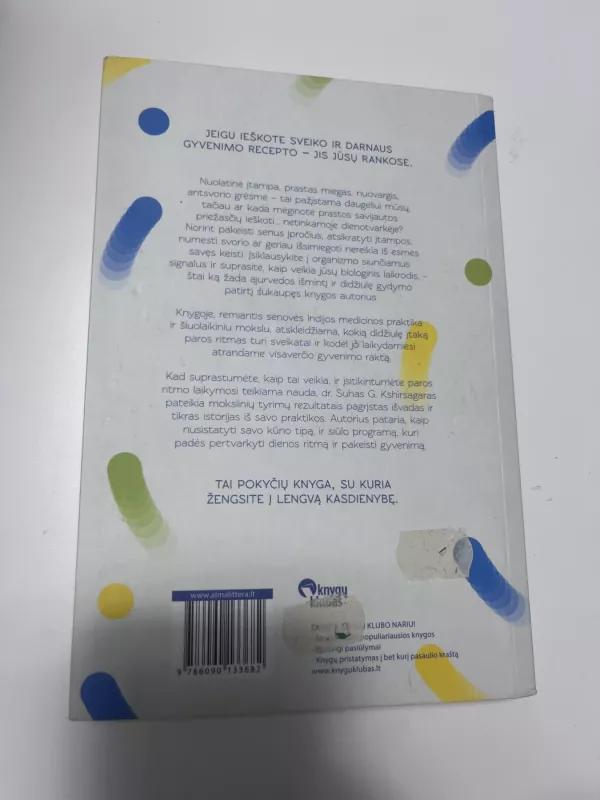 JEIGU IEŠKOTE SVEIKO IR DARNAUS
GYVENIMO RECEPTO – JIS JŪSŲ RANKOSE.
Nuolatinė įtampa, prastas miegas, nuovargis,
antsvorio grėsmė – tai pažįstama daugeliui mūsų,
tačiau ar kada mėginote prastos savijautos
priežasčių ieškoti... netinkamoje dienotvarkėje?
Norint pakeisti senus įpročius, atsikratyti įtampos,
numesti svorio ar geriau išsimiegoti nereikia iš esmės
savęs keisti. Įsiklausykite į organizmo siunčiamus
signalus ir suprasite, kaip veikia jūsų biologinis laikrodis, –
štai ką žada ajurvedos išmintį ir didžiulę gydymo
patirtį sukaupęs knygos autorius.
Knygoje, remiantis senovės Indijos medicinos praktika
ir šiuolaikiniu mokslu, atskleidžiama, kokią didžiulę įtaką
paros ritmas turi sveikatai ir kodėl jo laikydamiesi
atrandame visaverčio gyvenimo raktą.
Kad suprastumėte, kaip tai veikia, ir įsitikintumėte paros
ritmo laikymosi teikiama nauda, dr. Suhas G. Kshirsagaras
pateikia mokslinių tyrimų rezultatais pagrįstas išvadas ir
tikras istorijas iš savo praktikos. Autorius pataria, kaip
nusistatyti savo kūno tipą, ir siūlo programą, kuri
padės pertvarkyti dienos ritmą ir pakeisti gyvenimą.
TAI POKYČIŲ KNYGA, SU KURIA
ŽENGSITE Į LENGVĄ KASDIENYBĘ.
www.almalittera.lt
9 786090 133682
knygų
klubas
KLUBO NARIU!
populiariausios knygos
pasiūlymai
Knygų pristatymas į bet kurį pasaulio kraštą
www.knyguklubas.lt